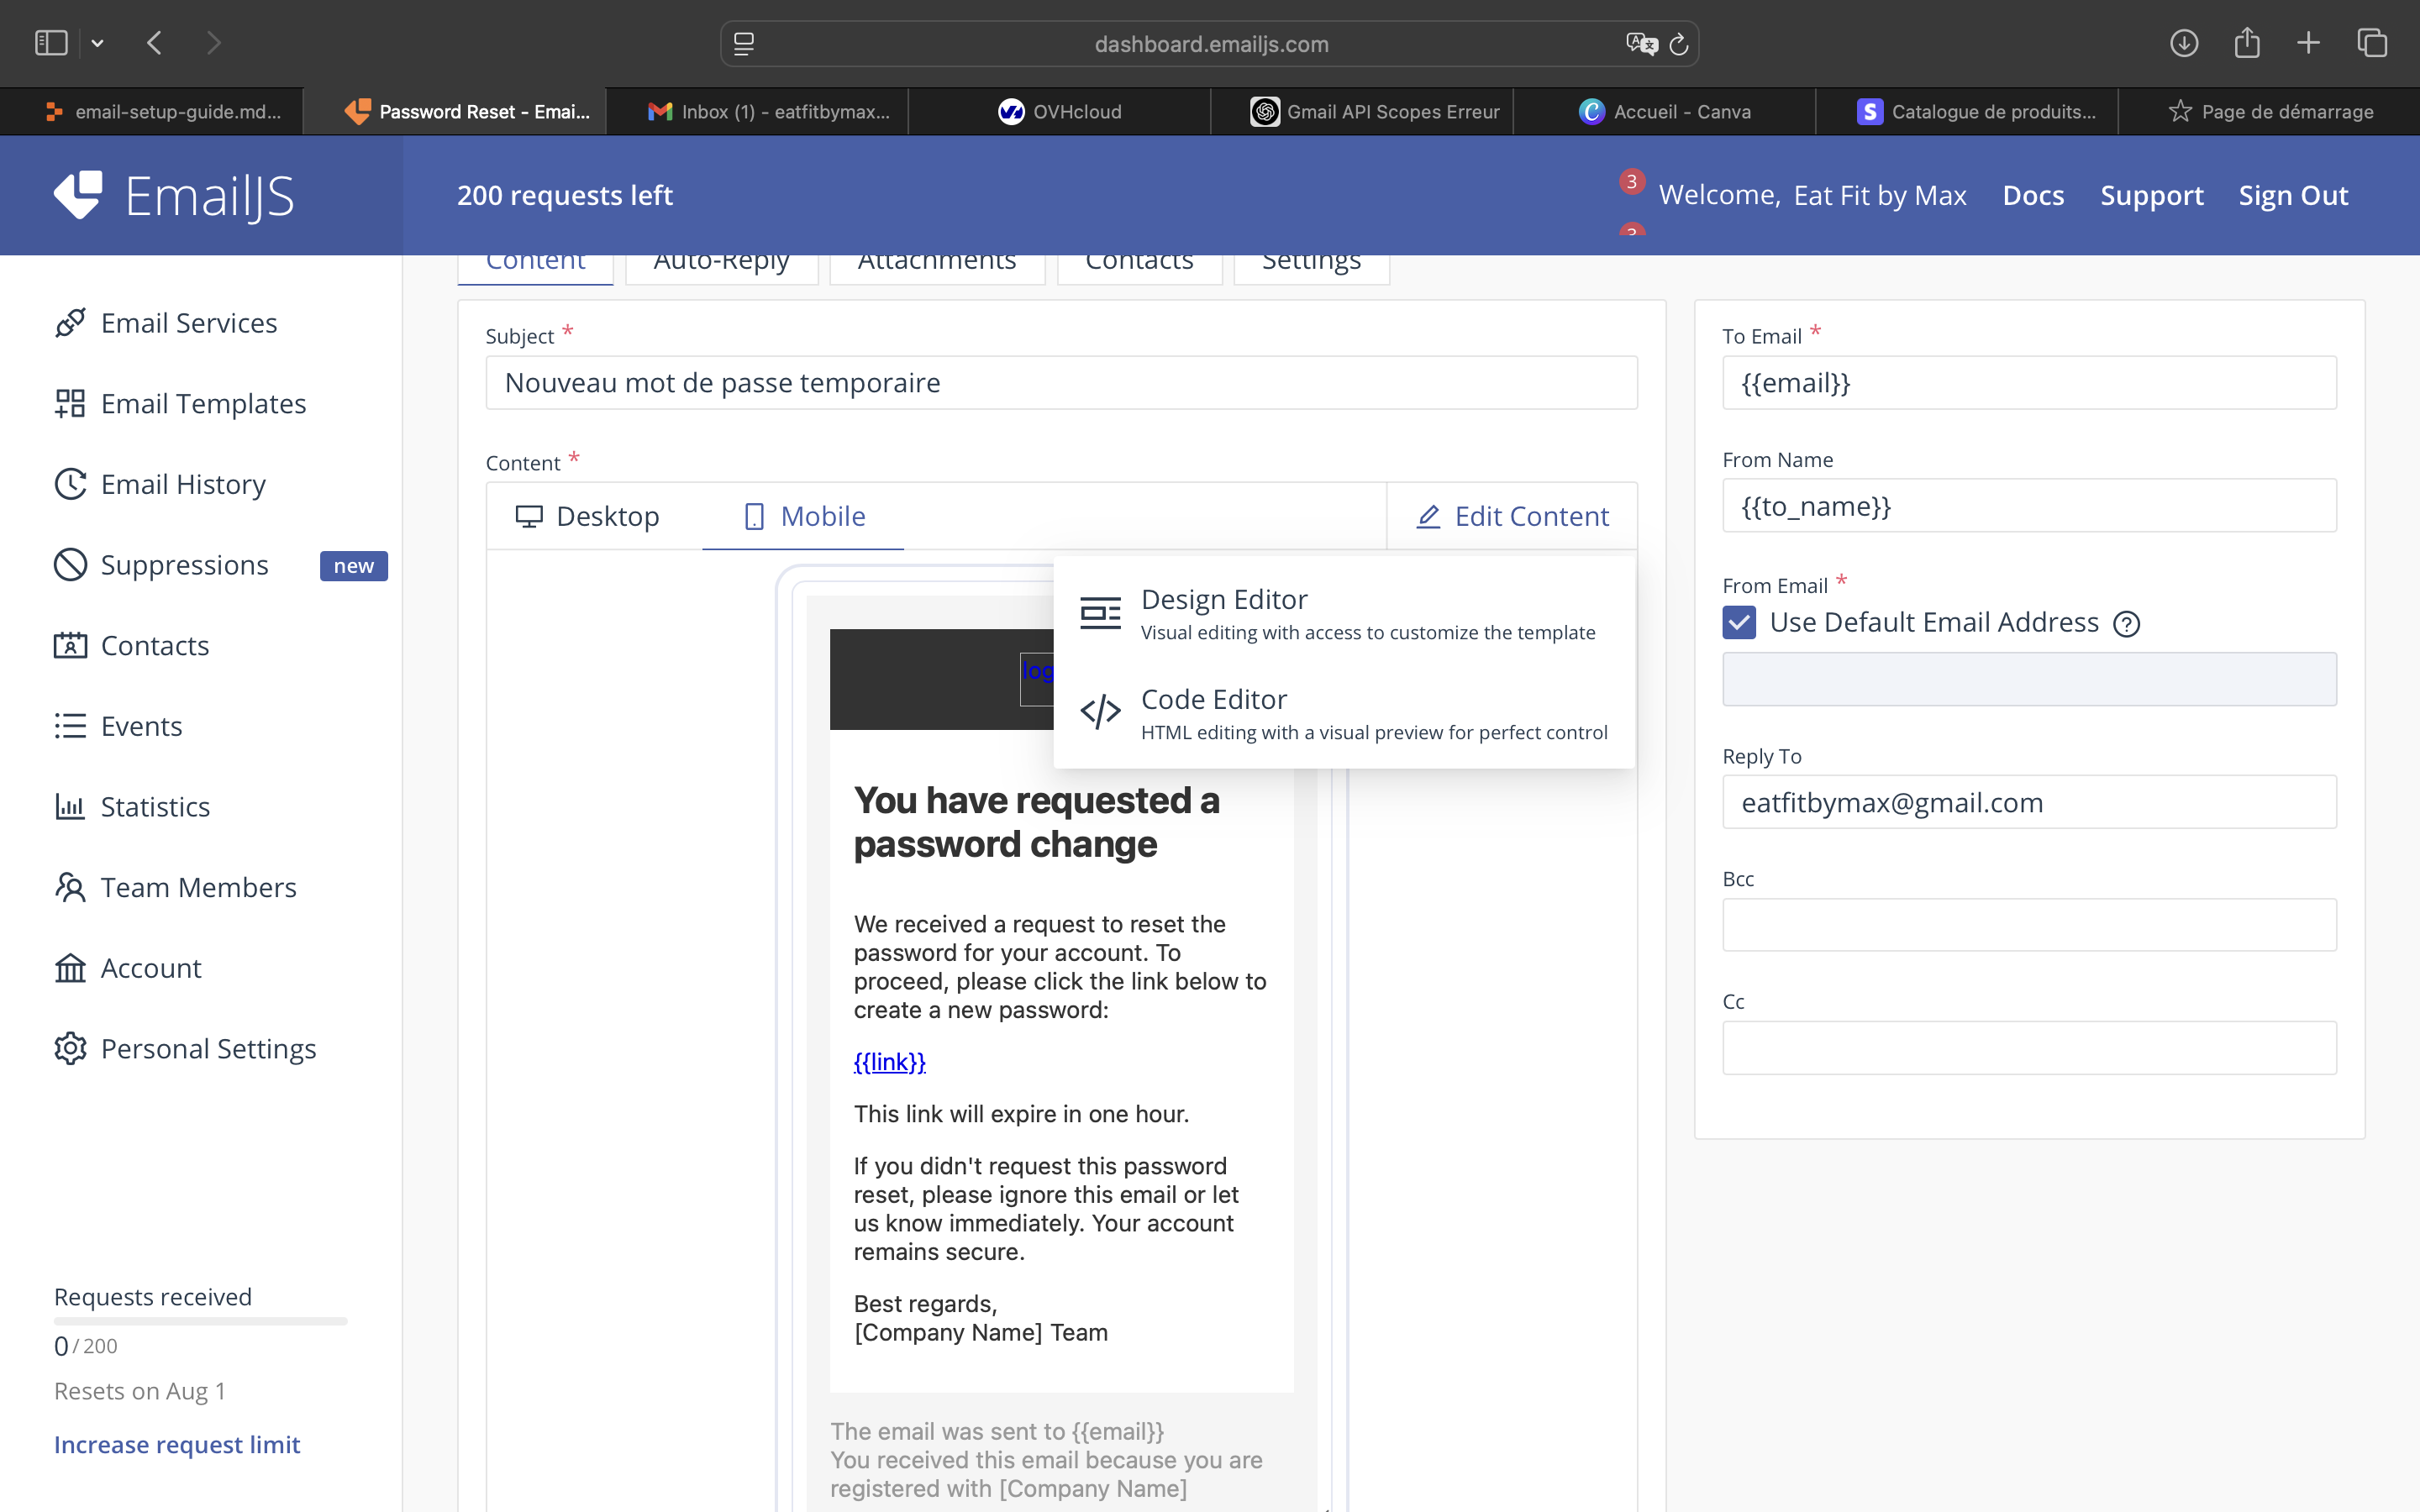 dashboard.emailjs.com
email-setup-guide.md...
Password Reset - Emai...
Inbox (1) - eatfitbymax...
OVHcloud
Gmail API Scopes Erreur
Accueil - Canva
Catalogue de produits...
Page de démarrage
EmailJS
200 requests left
3
Welcome, Eat Fit by Max
Docs
Support
Sign Out
3
Content
Auto-Reply
Attachments
Contacts
Settings
Email Services
Email Templates
Email History
Suppressions
new
Contacts
Events
Statistics
Team Members
Account
Personal Settings
Requests received
0 / 200
Resets on Aug 1
Increase request limit
Subject *
Nouveau mot de passe temporaire
Content *
Desktop
Mobile
Edit Content
Design Editor
Visual editing with access to customize the template
Code Editor
HTML editing with a visual preview for perfect control
You have requested a
password change
We received a request to reset the
password for your account. To
proceed, please click the link below to
create a new password:
{{link}}
This link will expire in one hour.
If you didn't request this password
reset, please ignore this email or let
us know immediately. Your account
remains secure.
Best regards,
[Company Name] Team
The email was sent to {{email}}
You received this email because you are
registered with [Company Name]
To Email *
{{email}}
From Name
{{to_name}}
From Email *
Use Default Email Address
Reply To
eatfitbymax@gmail.com
Bcc
Cc